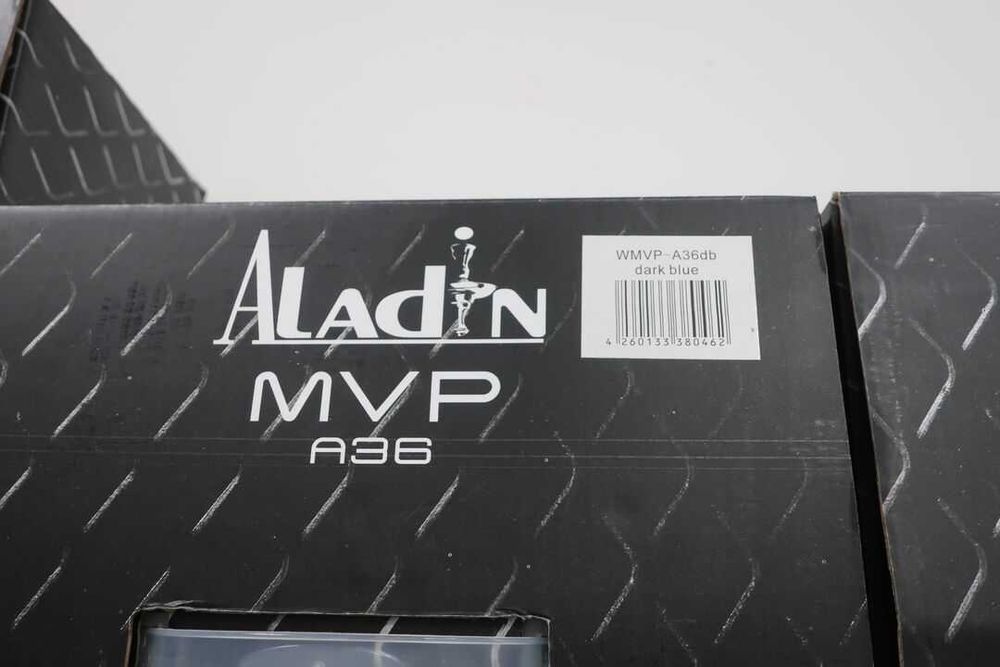 ALadiN
MVP
A36
WMVP-A36db
dark blue
4 260133 380462